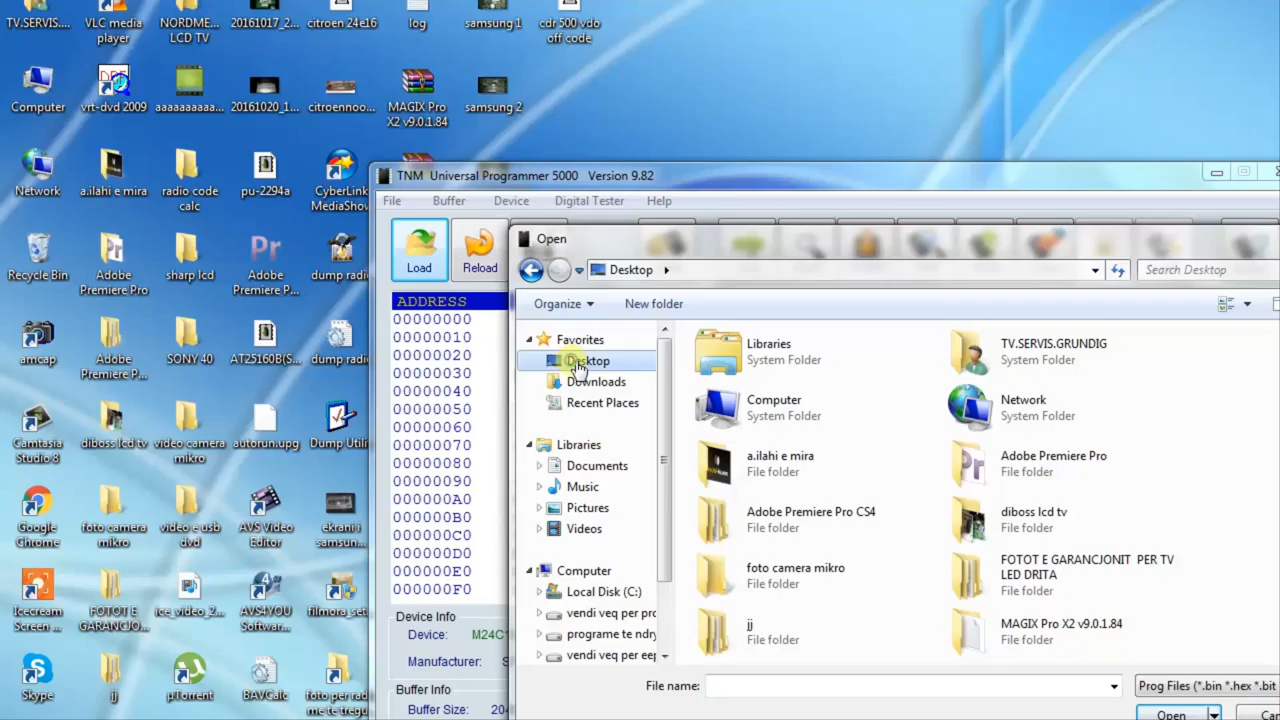 TV.SERVIS....
VLC media player
NORDME... LCD TV
20161017_2...
citroen 24e16
log
samsung 1
cdr 500 vdo off code
Computer
vrt-dvd 2009
aaaaaaaaaa...
20161020_1...
citroennoo...
MAGIX Pro X2 v9.0.1.84
samsung 2
Network
a.ilahi e mira
radio code calc
pu-2294a
CyberLink MediaShow
Recycle Bin
Adobe Premiere Pro
sharp lcd
Adobe Premiere P...
dump radi
amcap
Adobe Premiere P...
SONY 40
AT25160B(S...
dump radi
Camtasia Studio 8
diboss lcd tv
video camera mikro
autorun.upg
Dump Utili
Google Chrome
foto camera mikro
video e usb dvd
AVS Video Editor
ekrani i samsun...
Icecream Screen ...
FOTOT E GARANCJO...
ice_video_2...
AVS4YOU Softwar...
filmora_set
Skype
jj
µTorrent
BAVCalc
foto per rad me te tregu
TNM Universal Programmer 5000 Version 9.82
File Buffer Device Digital Tester Help
Load Reload
ADDRESS
00000000
00000010
00000020
00000030
00000040
00000050
00000060
00000070
00000080
00000090
000000A0
000000B0
000000C0
000000D0
000000E0
000000F0
Device Info
Device: M24C
Manufacturer: S
Buffer Info
Buffer Size: 204
Open
Desktop
Search Desktop
Organize New folder
Favorites
Desktop
Downloads
Recent Places
Libraries
Documents
Music
Pictures
Videos
Computer
Local Disk (C:)
vendi veq per pro
programe te ndry
vendi veq per eep
Libraries
System Folder
TV.SERVIS.GRUNDIG
System Folder
Computer
System Folder
Network
System Folder
a.ilahi e mira
File folder
Adobe Premiere Pro
File folder
Adobe Premiere Pro CS4
File folder
diboss lcd tv
File folder
foto camera mikro
File folder
FOTOT E GARANCJONIT PER TV LED DRITA
File folder
jj
File folder
MAGIX Pro X2 v9.0.1.84
File folder
File name:
Prog Files (*.bin *.hex *.bit
Open
Can